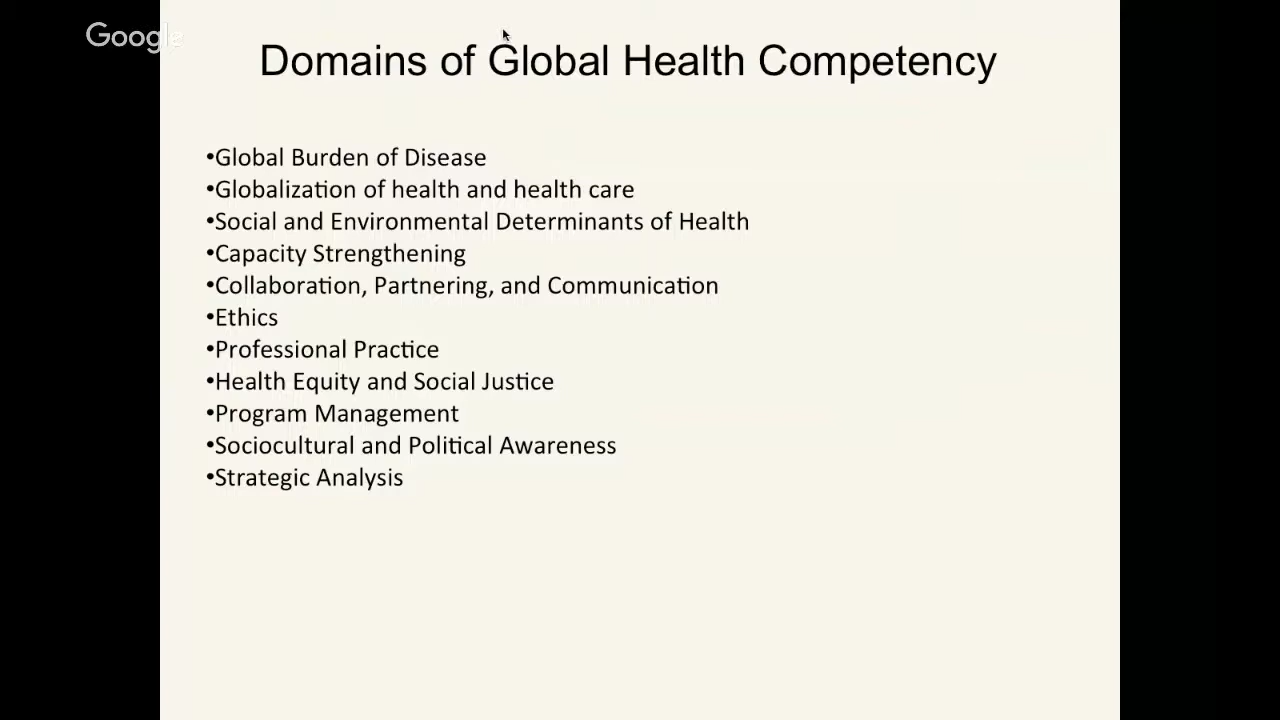 Google
Domains of Global Health Competency
•Global Burden of Disease
•Globalization of health and health care
•Social and Environmental Determinants of Health
•Capacity Strengthening
•Collaboration, Partnering, and Communication
•Ethics
•Professional Practice
•Health Equity and Social Justice
•Program Management
•Sociocultural and Political Awareness
•Strategic Analysis